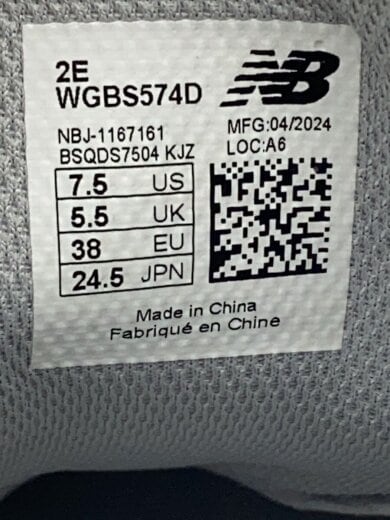 2E
WGBS574D
NB
NBJ-1167161
BSQDS7504 KJZ
MFG:04/2024
LOC:A6
7.5 US
5.5 UK
38 EU
24.5 JPN
Made in China
Fabriqué en Chine